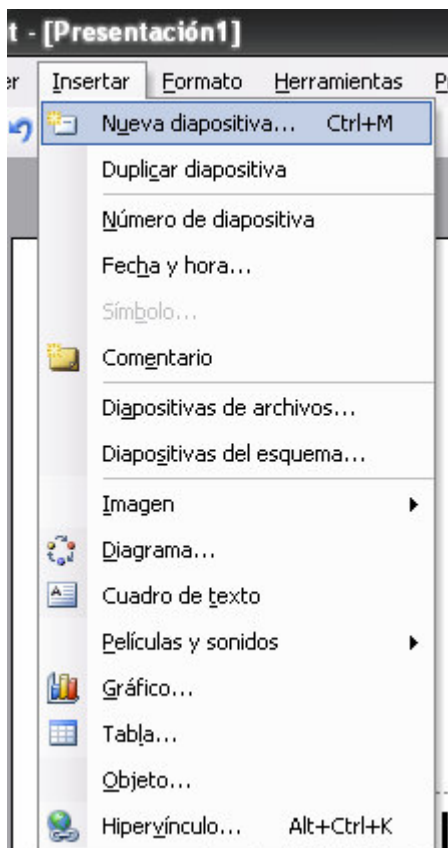 t - [Presentación1]
er Insertar Formato Herramientas P
Nueva diapositiva... Ctrl+M
Duplicar diapositiva
Número de diapositiva
Fecha y hora...
Símbolo...
Comentario
Diapositivas de archivos...
Diapositivas del esquema...
Imagen
Diagrama...
Cuadro de texto
Películas y sonidos
Gráfico...
Tabla...
Objeto...
Hipervínculo... Alt+Ctrl+K